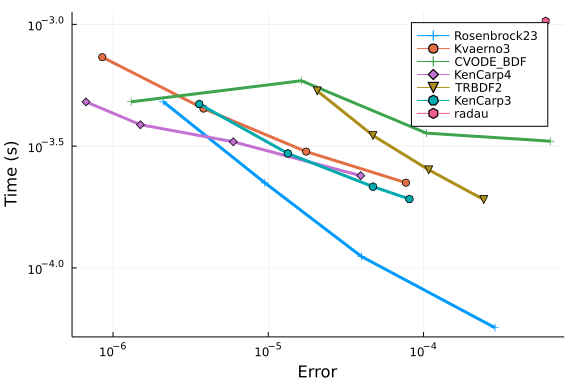 10^-3.0
10^-3.5
10^-4.0
Time (s)
10^-6
10^-5
10^-4
Error
Rosenbrock23
Kvaerno3
CVODE_BDF
KenCarp4
TRBDF2
KenCarp3
radau